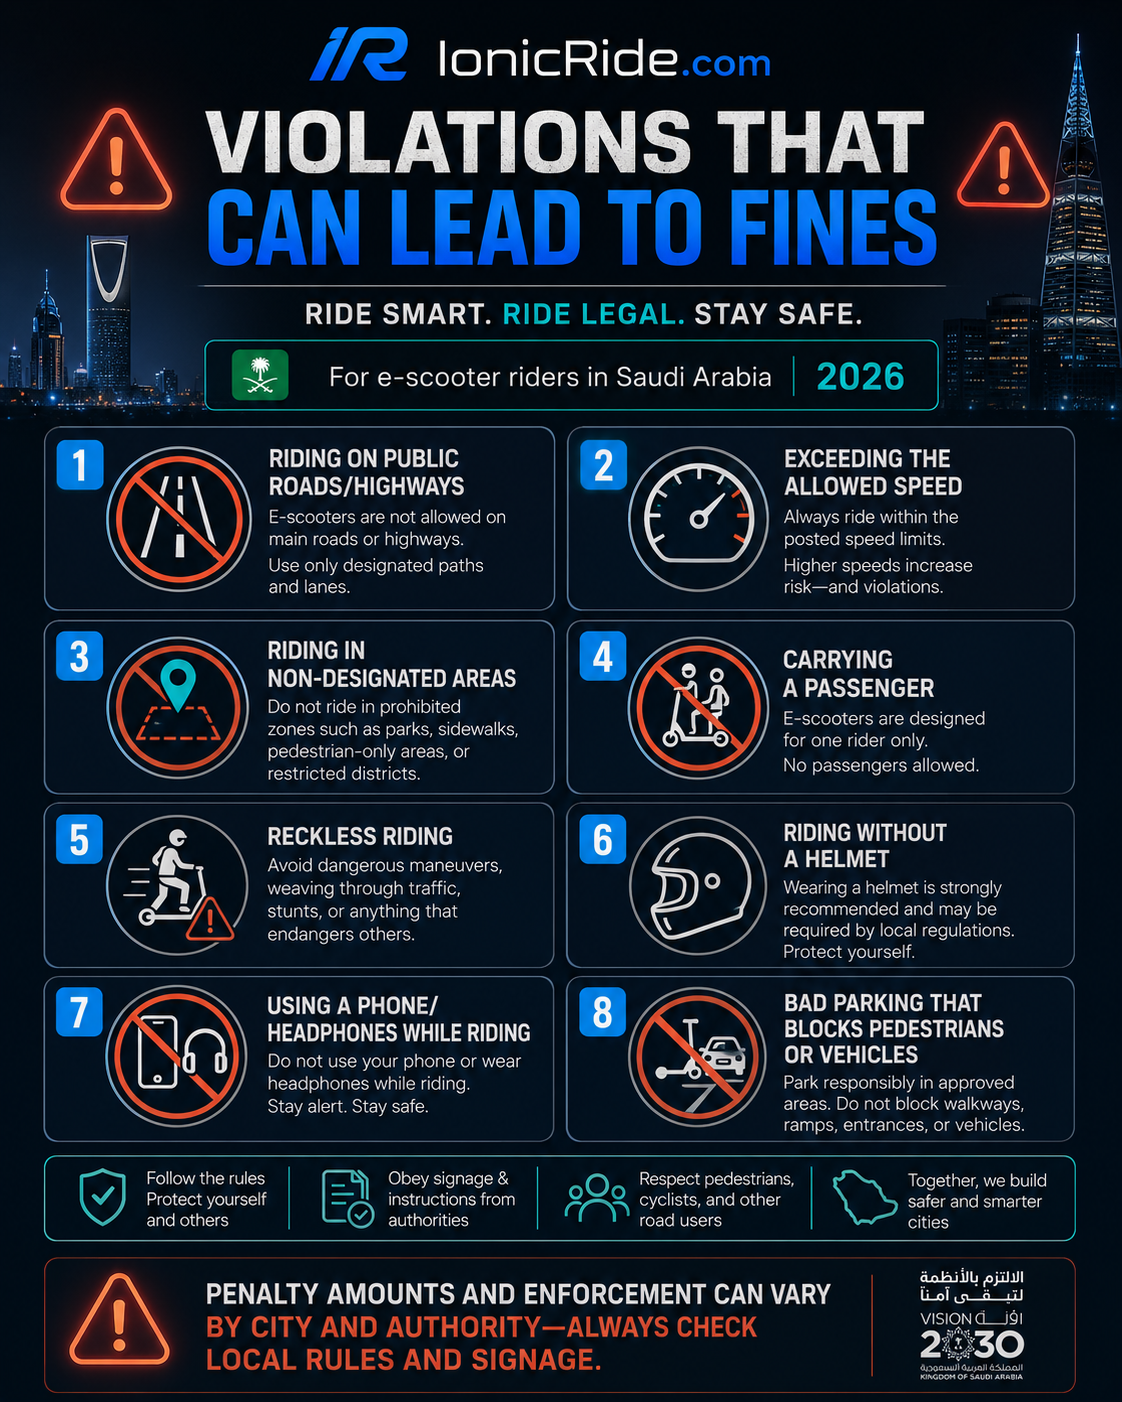 iR IonicRide.com
VIOLATIONS THAT
CAN LEAD TO FINES
RIDE SMART. RIDE LEGAL. STAY SAFE.
For e-scooter riders in Saudi Arabia 2026
1
RIDING ON PUBLIC
ROADS/HIGHWAYS
E-scooters are not allowed on
main roads or highways.
Use only designated paths
and lanes.
2
EXCEEDING THE
ALLOWED SPEED
Always ride within the
posted speed limits.
Higher speeds increase
risk—and violations.
3
RIDING IN
NON-DESIGNATED AREAS
Do not ride in prohibited
zones such as parks, sidewalks,
pedestrian-only areas, or
restricted districts.
4
CARRYING
A PASSENGER
E-scooters are designed
for one rider only.
No passengers allowed.
5
RECKLESS RIDING
Avoid dangerous maneuvers,
weaving through traffic,
stunts, or anything that
endangers others.
6
RIDING WITHOUT
A HELMET
Wearing a helmet is strongly
recommended and may be
required by local regulations.
Protect yourself.
7
USING A PHONE/
HEADPHONES WHILE RIDING
Do not use your phone or wear
headphones while riding.
Stay alert. Stay safe.
8
BAD PARKING THAT
BLOCKS PEDESTRIANS
OR VEHICLES
Park responsibly in approved
areas. Do not block walkways,
ramps, entrances, or vehicles.
Follow the rules
Protect yourself
and others
Obey signage &
instructions from
authorities
Respect pedestrians,
cyclists, and other
road users
Together, we build
safer and smarter
cities
PENALTY AMOUNTS AND ENFORCEMENT CAN VARY
BY CITY AND AUTHORITY—ALWAYS CHECK
LOCAL RULES AND SIGNAGE.
الالتزم بالأنظمة
لتبقى آمناً
VISION
2030
المملكة العربية السعودية
KINGDOM OF SAUDI ARABIA